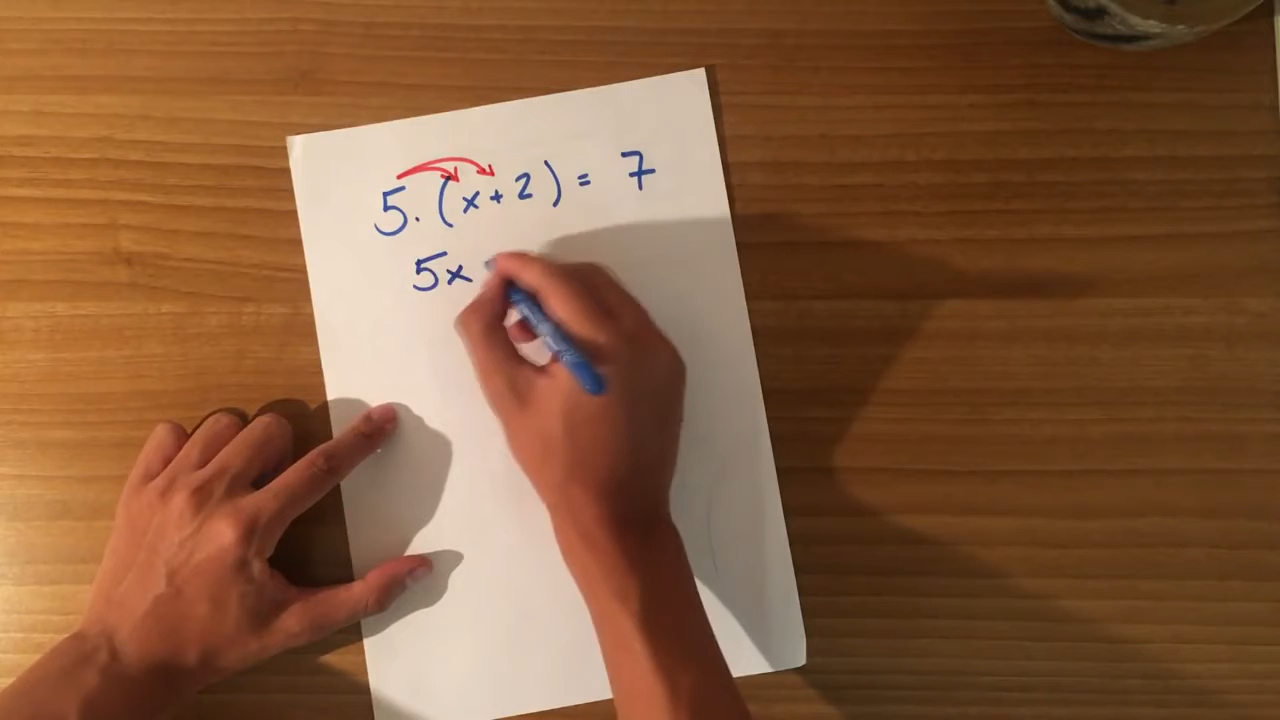 5. (x+2) = 7
5x